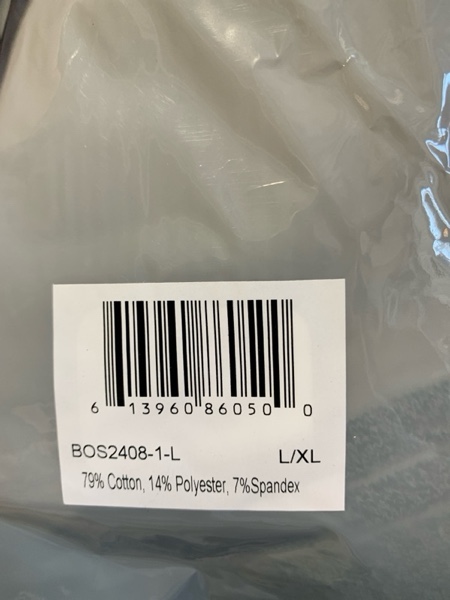 6 13960 86050 0
BOS2408-1-L L/XL
79% Cotton, 14% Polyester, 7%Spandex